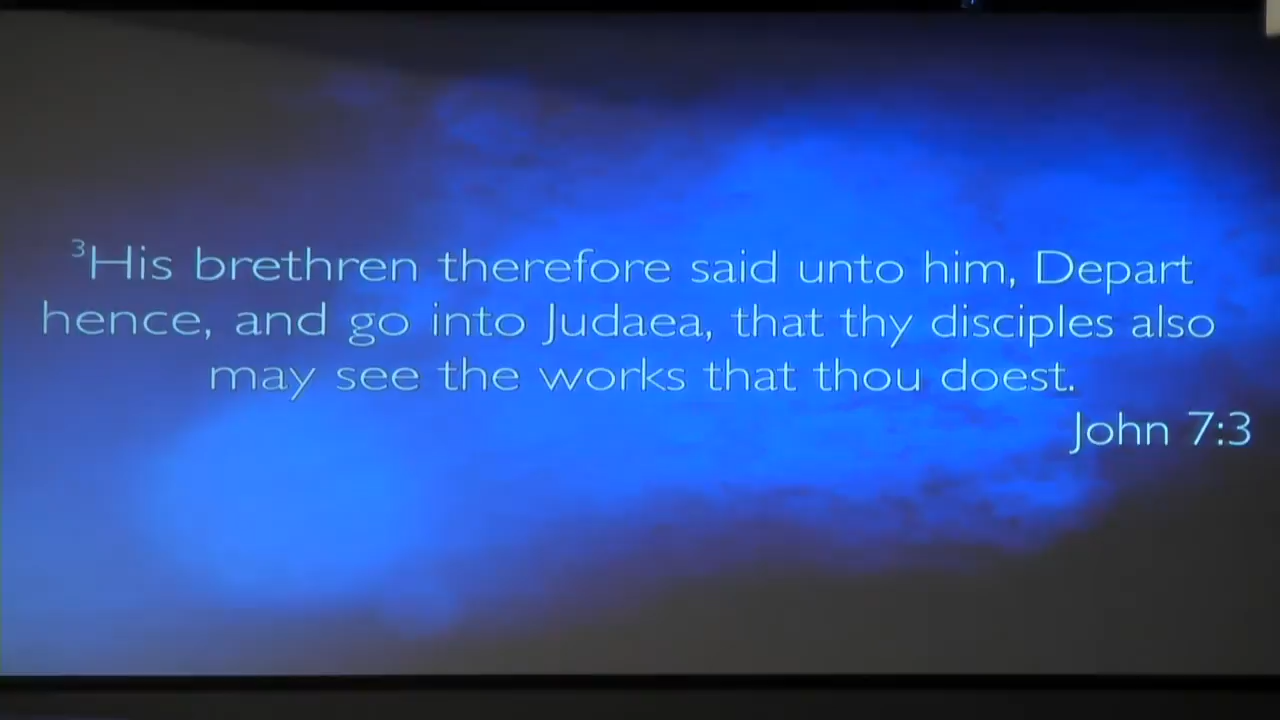 ³His brethren therefore said unto him, Depart
hence, and go into Judaea, that thy disciples also
may see the works that thou doest.
John 7:3